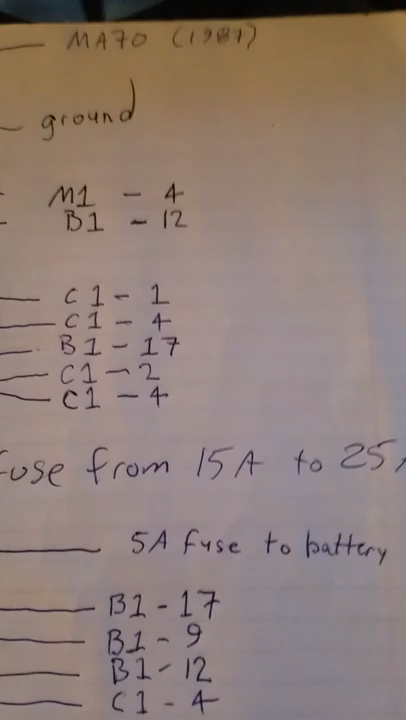 MA70 (1987)
ground
M1 - 4
B1 - 12
C1 - 1
C1 - 4
B1 - 17
C1 - 2
C1 - 4
fuse from 15A to 25A
5A fuse to battery
B1 - 17
B1 - 9
B1 - 12
C1 - 4